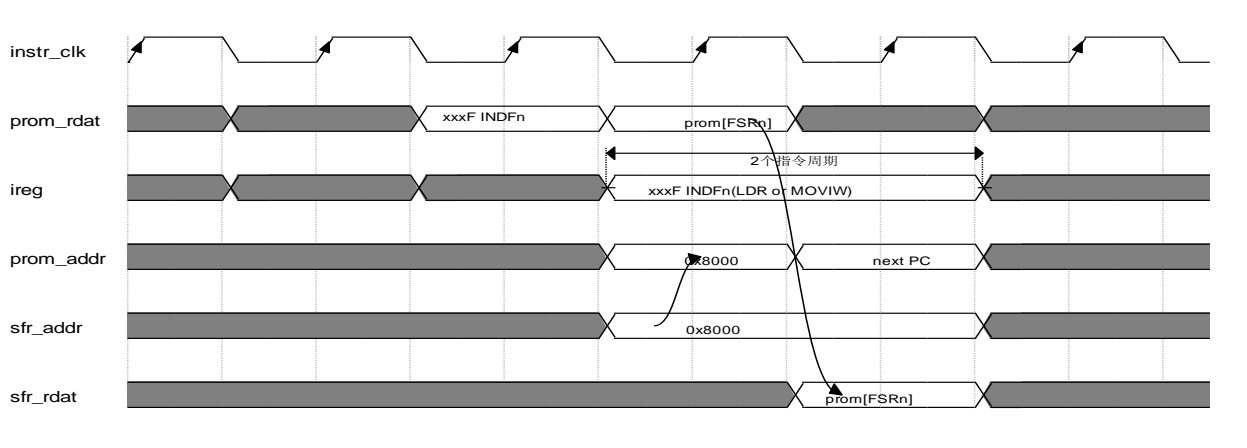 instr_clk
prom_rdat
xxxF INDFn
prom[FSRn]
2个指令周期
ireg
xxxF INDFn(LDR or MOVIW)
prom_addr
0x8000
next PC
sfr_addr
0x8000
sfr_rdat
prom[FSRn]